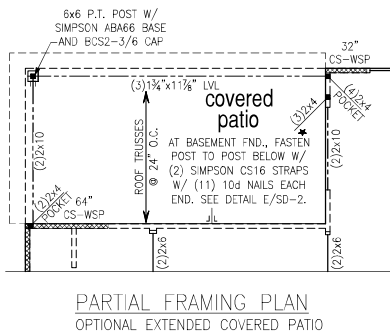 6x6 P.T. POST W/
SIMPSON ABA66 BASE
AND BCS2-3/6 CAP
32"
CS-WSP
(3)1¾"x11⅞" LVL
(4)2x4
POCKET
covered
patio
(3)2x4
(2)2x10
ROOF TRUSSES
@ 24" O.C.
(2)2x10
AT BASEMENT FND., FASTEN
POST TO POST BELOW W/
(2) SIMPSON CS16 STRAPS
W/ (11) 10d NAILS EACH
END. SEE DETAIL E/SD-2.
(2)2x4
POCKET
64"
CS-WSP
(2)2x6
(2)2x6
PARTIAL FRAMING PLAN
OPTIONAL EXTENDED COVERED PATIO